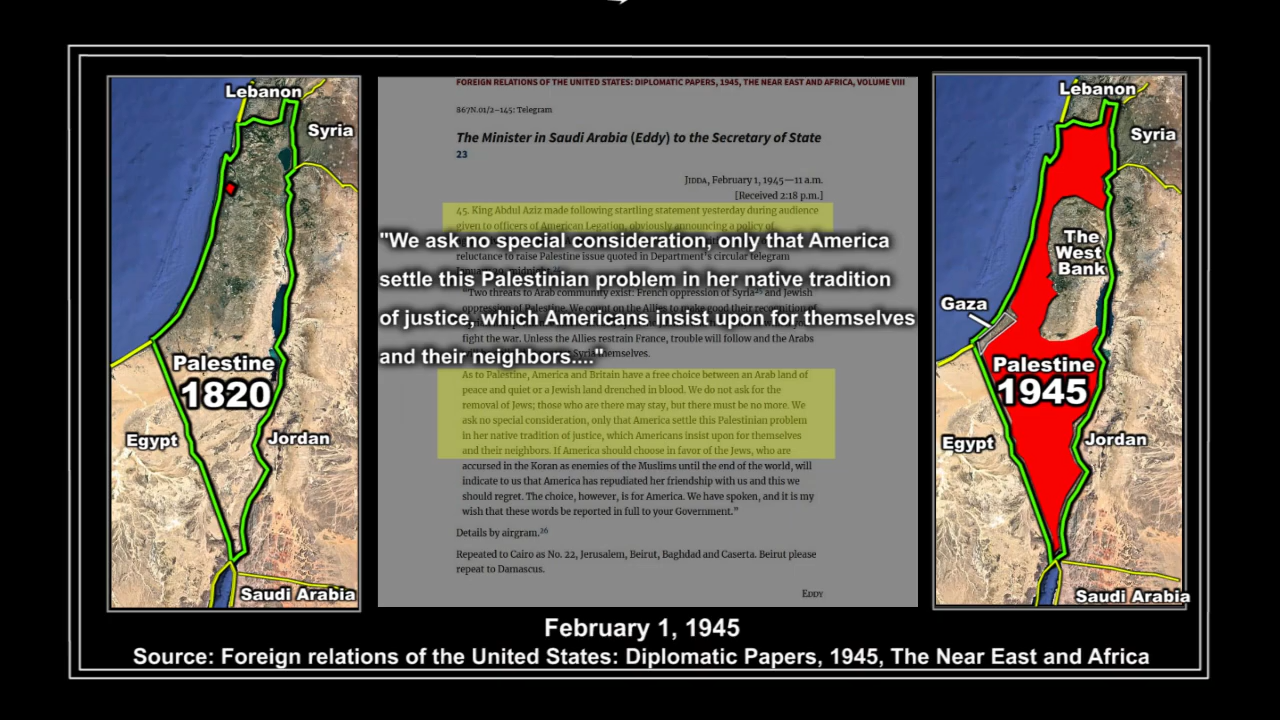 Lebanon
Syria
Palestine
1820
Egypt
Jordan
Saudi Arabia
FOREIGN RELATIONS OF THE UNITED STATES: DIPLOMATIC PAPERS, 1945, THE NEAR EAST AND AFRICA, VOLUME VIII
867N.01/2–145: Telegram
The Minister in Saudi Arabia (Eddy) to the Secretary of State
23
JIDDA, February 1, 1945—11 a.m.
[Received 2:18 p.m.]
45. King Abdul Aziz made following startling statement yesterday during audience
given to officers of American Legation, obviously announcing a policy of
"We ask no special consideration, only that America
reluctance to raise Palestine issue quoted in Department's circular telegram
midnight
settle this Palestinian problem in her native tradition
"Two threats to Arab community exist: French oppression of Syria and Jewish
oppression of Palestine. We count on the Allies to make good their recognition of
of justice, which Americans insist upon for themselves
fight the war. Unless the Allies restrain France, trouble will follow and the Arabs
and their neighbors...."
Syria themselves.
As to Palestine, America and Britain have a free choice between an Arab land of
peace and quiet or a Jewish land drenched in blood. We do not ask for the
removal of Jews; those who are there may stay, but there must be no more. We
ask no special consideration, only that America settle this Palestinian problem
in her native tradition of justice, which Americans insist upon for themselves
and their neighbors. If America should choose in favor of the Jews, who are
accursed in the Koran as enemies of the Muslims until the end of the world, will
indicate to us that America has repudiated her friendship with us and this we
should regret. The choice, however, is for America. We have spoken, and it is my
wish that these words be reported in full to your Government."
Details by airgram.26
Repeated to Cairo as No. 22, Jerusalem, Beirut, Baghdad and Caserta. Beirut please
repeat to Damascus.
EDDY
Lebanon
Syria
The
West
Bank
Gaza
Palestine
1945
Egypt
Jordan
Saudi Arabia
February 1, 1945
Source: Foreign relations of the United States: Diplomatic Papers, 1945, The Near East and Africa